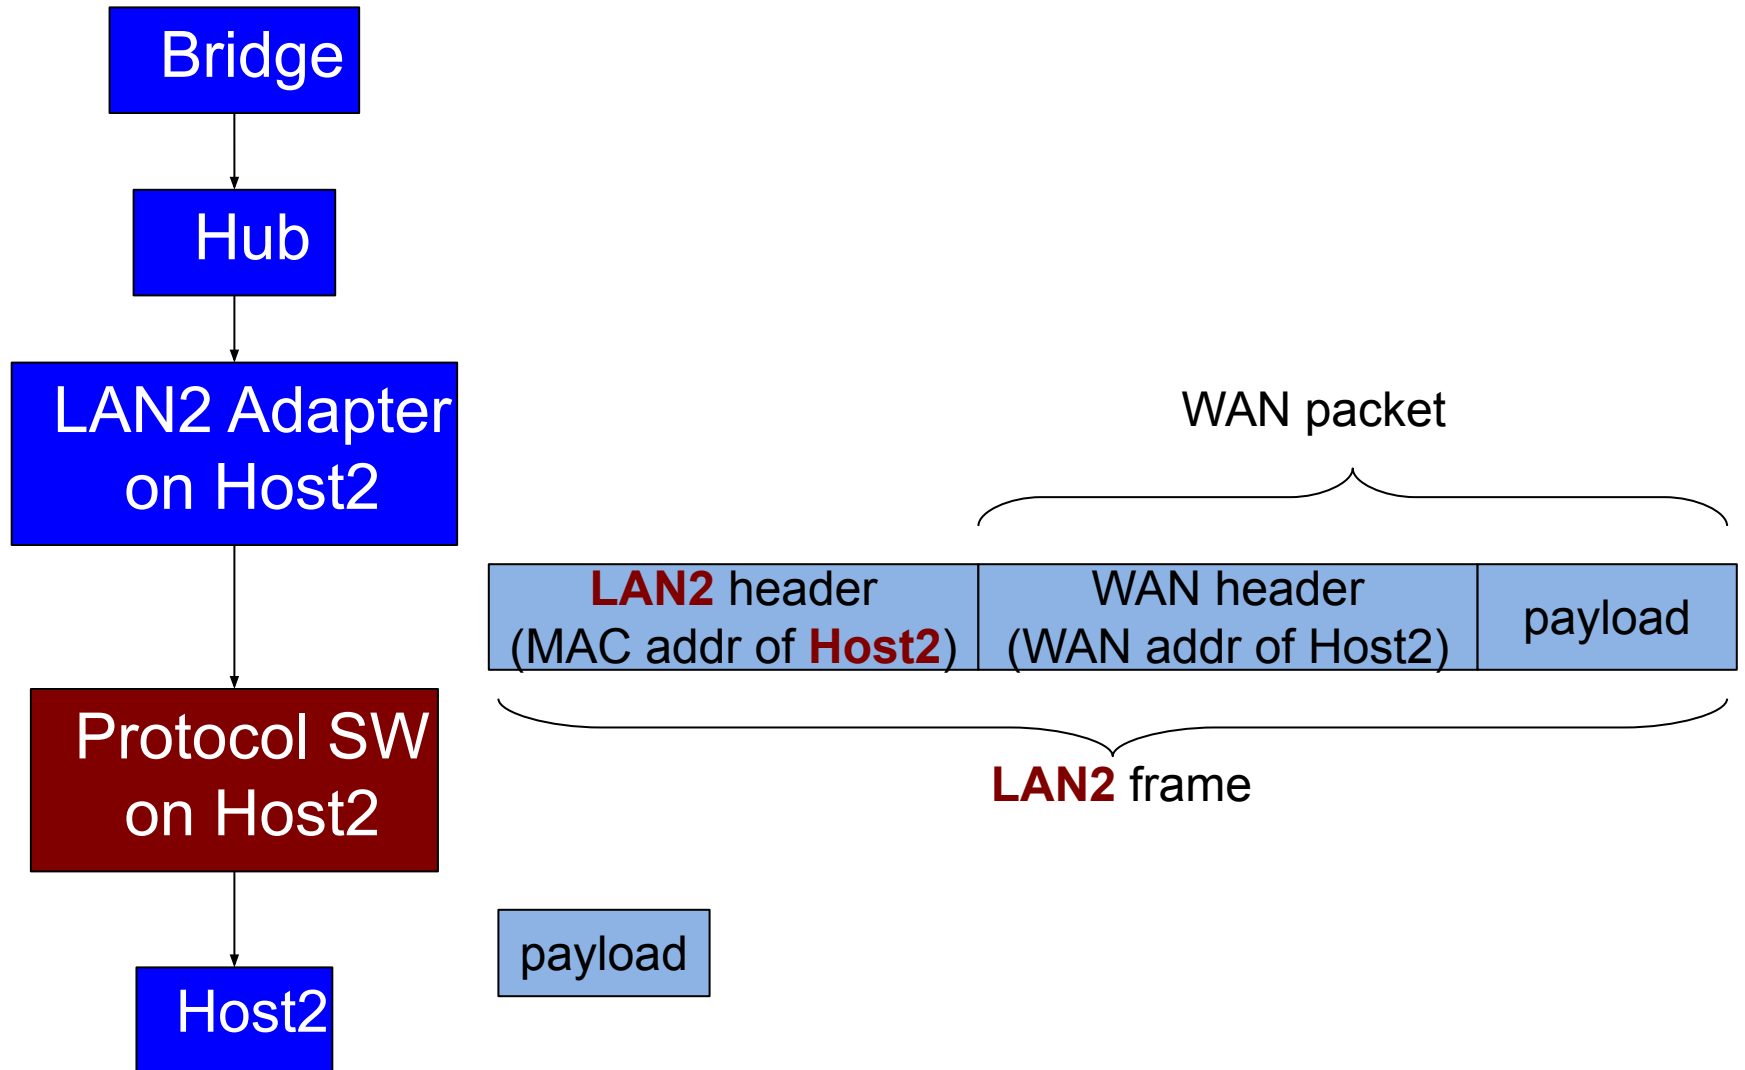 Bridge
Hub
LAN2 Adapter
on Host2
WAN packet
LAN2 header
(MAC addr of Host2)
WAN header
(WAN addr of Host2)
payload
LAN2 frame
Protocol SW
on Host2
payload
Host2